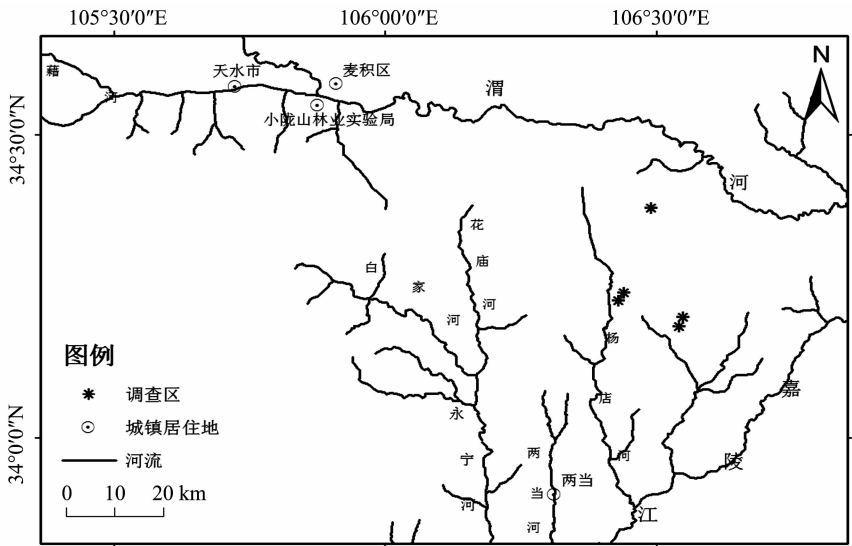 105°30′0″E
106°00′0″E
106°30′0″E
34°30′0″N
34°0′0″N
N
藉河
天水市
麦积区
小陇山林业实验局
渭河
花庙河
白家河
杨店河
永宁河
两当河
两当
嘉陵江
图例
调查区
城镇居住地
河流
0 10 20 km